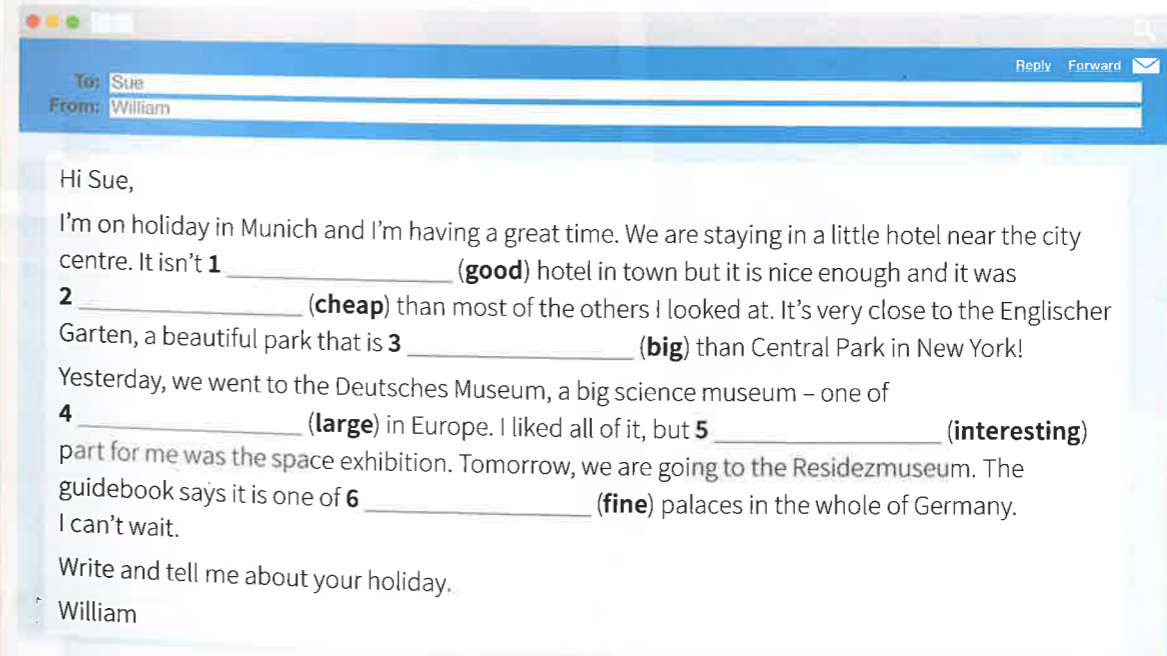 Reply Forward
To: Sue
From: William
Hi Sue,
I'm on holiday in Munich and I'm having a great time. We are staying in a little hotel near the city
centre. It isn't 1 ____________________ (good) hotel in town but it is nice enough and it was
2 ____________________ (cheap) than most of the others I looked at. It's very close to the Englischer
Garten, a beautiful park that is 3 ____________________ (big) than Central Park in New York!
Yesterday, we went to the Deutsches Museum, a big science museum – one of
4 ____________________ (large) in Europe. I liked all of it, but 5 ____________________ (interesting)
part for me was the space exhibition. Tomorrow, we are going to the Residezmuseum. The
guidebook says it is one of 6 ____________________ (fine) palaces in the whole of Germany.
I can't wait.
Write and tell me about your holiday.
William